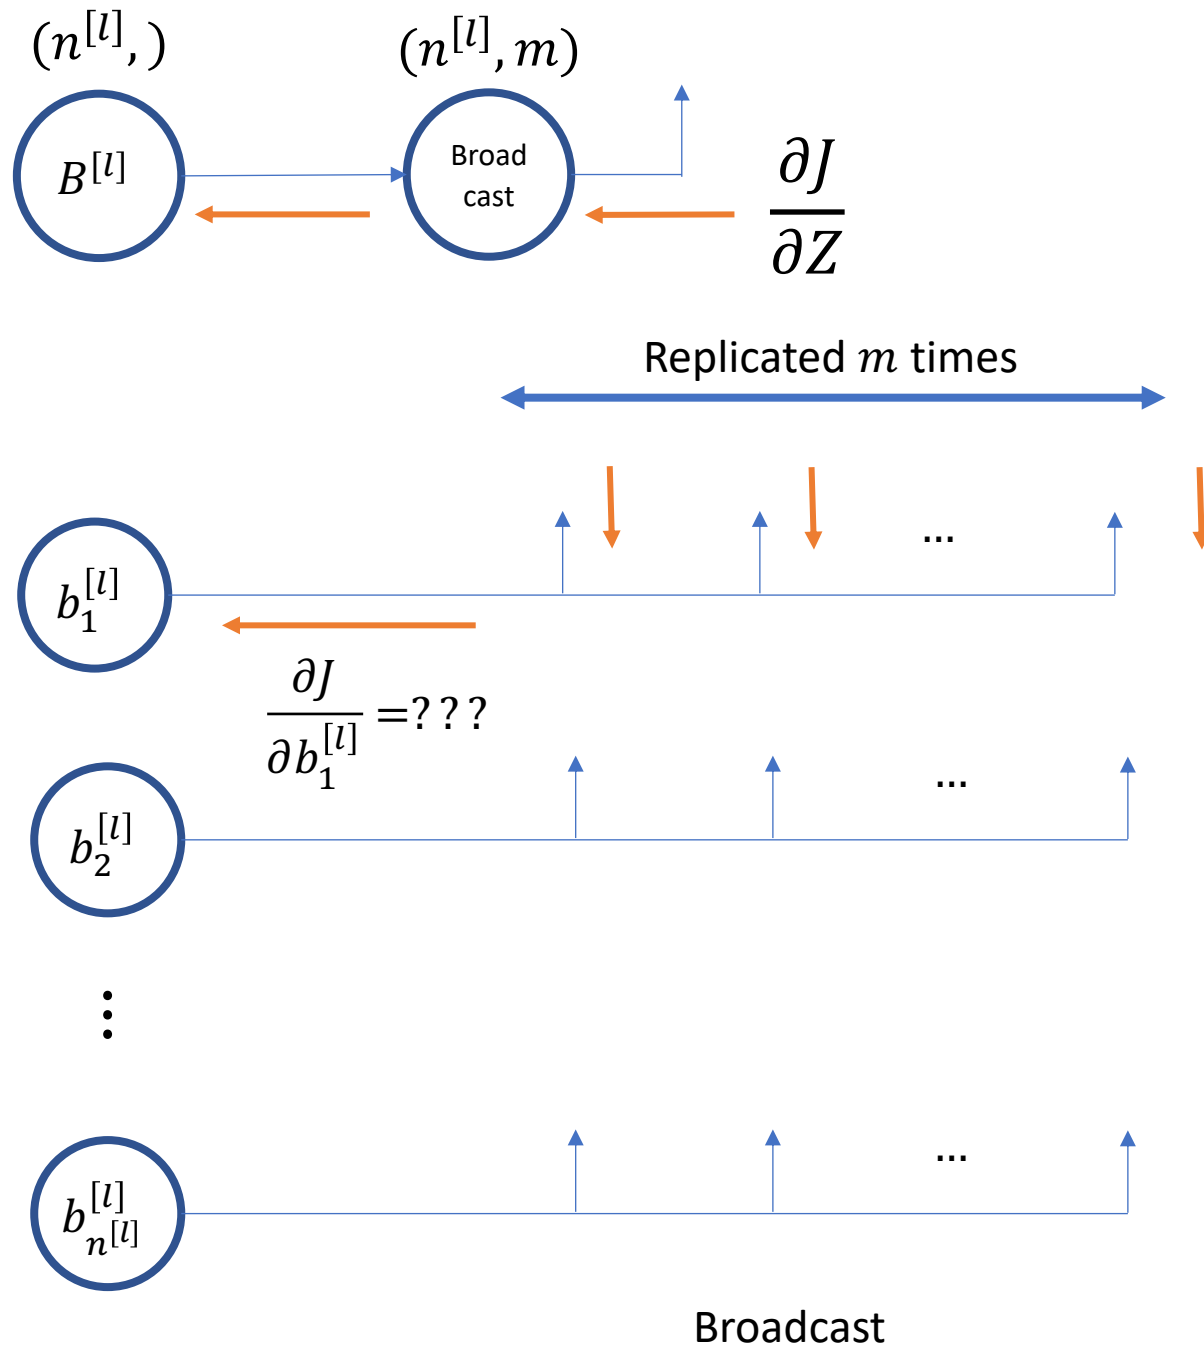 (n^[l], )
(n^[l], m)
B^[l]
Broad
cast
∂J
∂Z
Replicated m times
...
b_1^[l]
∂J
∂b_1^[l]
=? ? ?
...
b_2^[l]
⋮
...
b_{n^[l]}^[l]
Broadcast